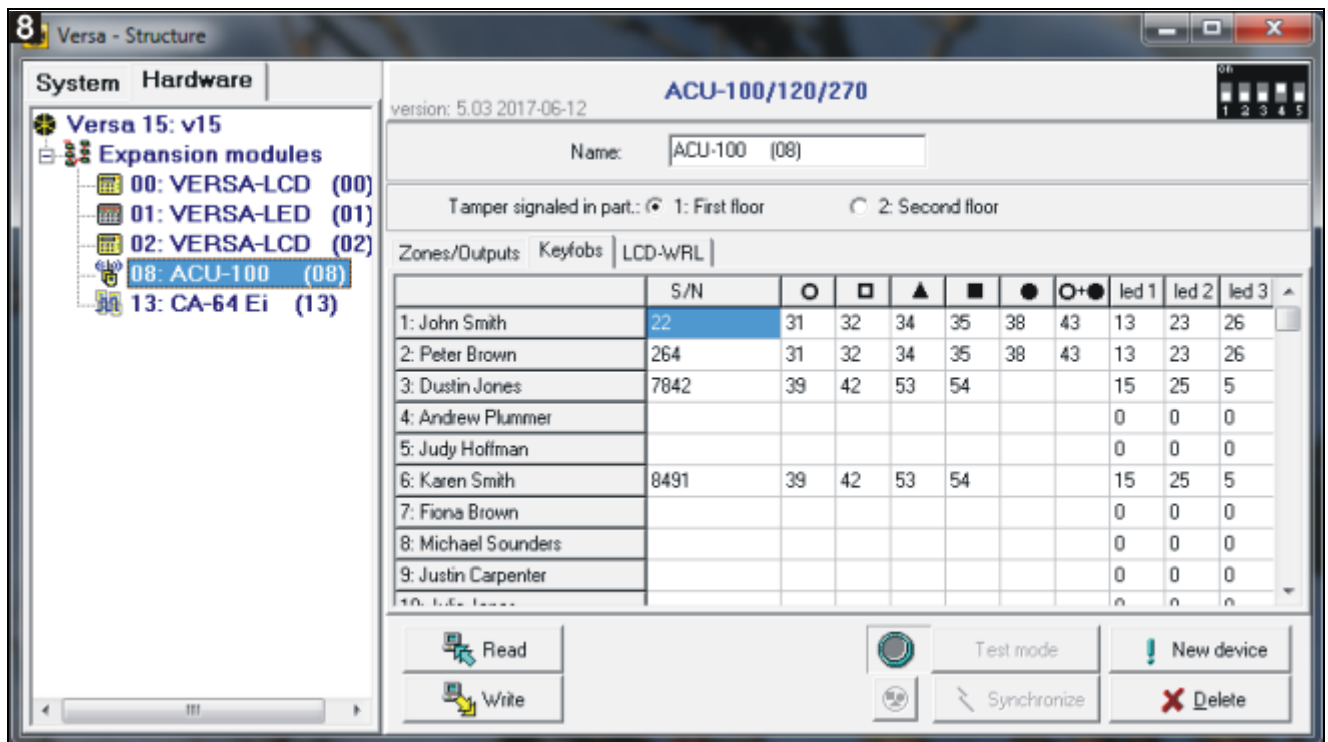 8
Versa - Structure
System Hardware
Versa 15: v15
Expansion modules
00: VERSA-LCD (00)
01: VERSA-LED (01)
02: VERSA-LCD (02)
08: ACU-100 (08)
13: CA-64 Ei (13)
version: 5.03 2017-06-12 ACU-100/120/270
on
1 2 3 4 5
Name: ACU-100 (08)
Tamper signaled in part.: 1: First floor 2: Second floor
Zones/Outputs Keyfobs LCD-WRL
S/N O+● led 1 led 2 led 3
1: John Smith 22 31 32 34 35 38 43 13 23 26
2: Peter Brown 264 31 32 34 35 38 43 13 23 26
3: Dustin Jones 7842 39 42 53 54 15 25 5
4: Andrew Plummer 0 0 0
5: Judy Hoffman 0 0 0
6: Karen Smith 8491 39 42 53 54 15 25 5
7: Fiona Brown 0 0 0
8: Michael Sounders 0 0 0
9: Justin Carpenter 0 0 0
Read Test mode New device
Write Synchronize Delete